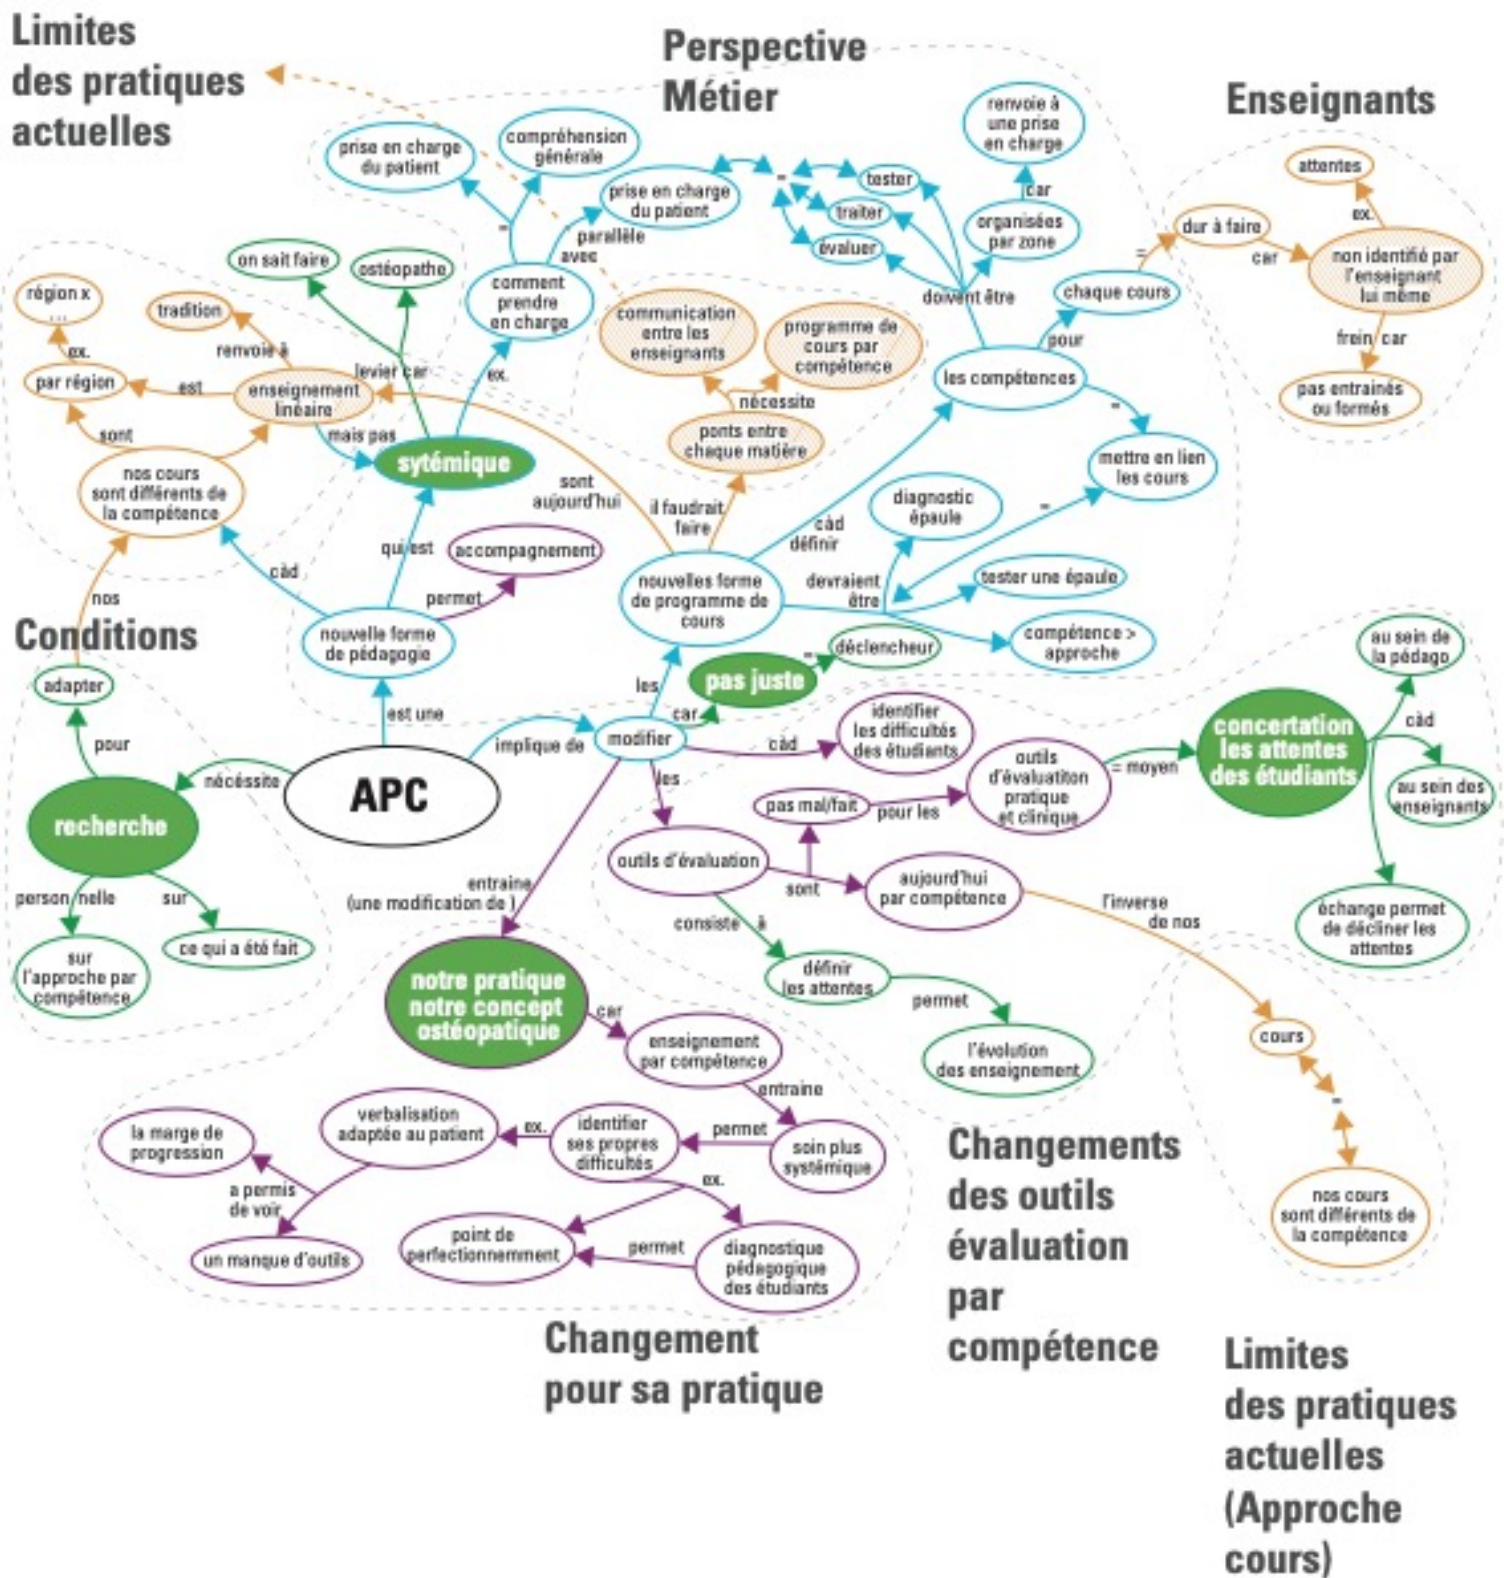 Limites
des pratiques
actuelles
Perspective
Métier
Enseignants
renvoie à
une prise
en charge
attentes
prise en charge
du patient
compréhension
générale
prise en charge
du patient
=
tester
traiter
évaluer
car
organisées
par zone
ex.
dur à faire
=
car
non identifié par
l'enseignant
lui même
frein car
pas entrainés
ou formés
parallèle
avec
=
on sait faire
ostéopathe
comment
prendre
en charge
doivent être
chaque cours
pour
région x
...
tradition
ex.
renvoie à
par région
est
enseignement
linéaire
levier car
ex.
communication
entre les
enseignants
programme de
cours par
compétence
nécessite
ponts entre
chaque matière
les compétences
=
mettre en lien
les cours
sont
mais pas
sytémique
nos cours
sont différents de
la compétence
sont
aujourd'hui
il faudrait
faire
càd
définir
diagnostic
épaule
=
qui est
accompagnement
càd
permet
nouvelle forme
de pédagogie
nouvelles forme
de programme de
cours
devraient
être
tester une épaule
compétence >
approche
nos
Conditions
adapter
pour
est une
les
car
pas juste
=
déclencheur
au sein de
la pédago
implique de
modifier
càd
identifier
les difficultés
des étudiants
concertation
les attentes
des étudiants
càd
nécéssite
APC
recherche
les
pas mal/fait
pour les
outils
d'évaluatiton
pratique
et clinique
= moyen
au sein des
enseignants
outils d'évaluation
sont
aujourd'hui
par compétence
l'inverse
de nos
échange permet
de décliner les
attentes
entraine
(une modification de )
person nelle
sur
sur
l'approche par
compétence
ce qui a été fait
consiste à
définir
les attentes
permet
l'évolution
des enseignement
notre pratique
notre concept
ostéopatique
car
enseignement
par compétence
entraine
cours
=
nos cours
sont différents de
la compétence
la marge de
progression
verbalisation
adaptée au patient
ex.
identifier
ses propres
difficultés
permet
soin plus
systémique
a permis
de voir
ex.
un manque d'outils
point de
perfectionnemment
permet
diagnostique
pédagogique
des étudiants
Changements
des outils
évaluation
par
compétence
Changement
pour sa pratique
Limites
des pratiques
actuelles
(Approche
cours)